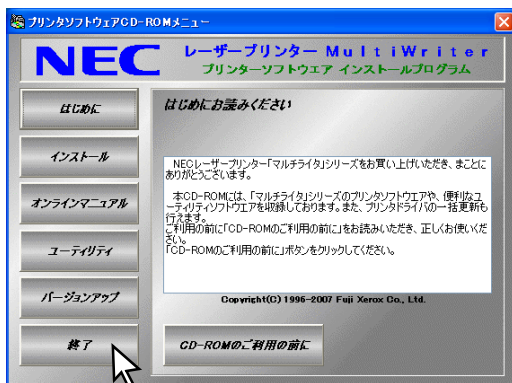 プリンタソフトウェアCD-ROMメニュー
NEC
レーザープリンター MultiWriter
プリンターソフトウエア インストールプログラム
はじめに
インストール
オンラインマニュアル
ユーティリティ
バージョンアップ
終了
はじめにお読みください
NECレーザープリンター「マルチライタ」シリーズをお買い上げいただき、まことに
ありがとうございます。
本CD-ROMには、「マルチライタ」シリーズのプリンタソフトウエアや、便利なユ
ーティリティソフトウエアを収録しております。また、プリンタドライバの一括更新も
行えます。
ご利用の前に「CD-ROMのご利用の前に」をお読みいただき、正しくお使いくだ
さい。
「CD-ROMのご利用の前に」ボタンをクリックしてください。
Copyright(C) 1996-2007 Fuji Xerox Co., Ltd.
CD-ROMのご利用の前に